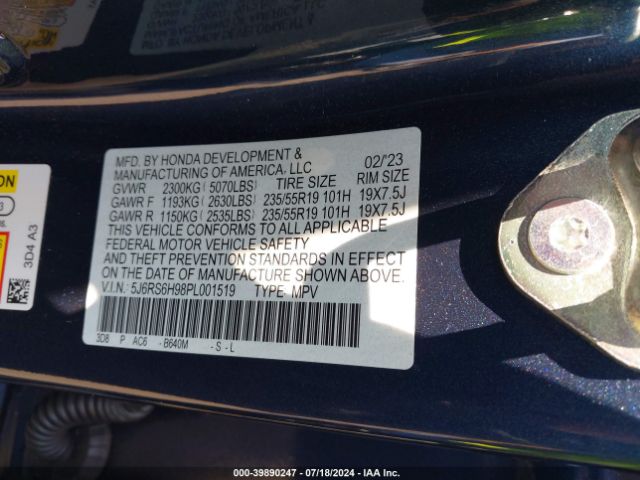 MFD. BY HONDA DEVELOPMENT &
MANUFACTURING OF AMERICA, LLC 02/'23
GVWR 2300KG ( 5070LBS) TIRE SIZE RIM SIZE
GAWR F 1193KG ( 2630LBS) 235/55R19 101H 19X7.5J
GAWR R 1150KG ( 2535LBS) 235/55R19 101H 19X7.5J
THIS VEHICLE CONFORMS TO ALL APPLICABLE
FEDERAL MOTOR VEHICLE SAFETY
AND THEFT PREVENTION STANDARDS IN EFFECT
ON THE DATE OF MANUFACTURE SHOWN ABOVE.
V.I.N.: 5J6RS6H98PL001519 TYPE: MPV
3D8 P AC6 - B640M - S - L
3D4 A3
000-39890247 - 07/18/2024 - IAA Inc.